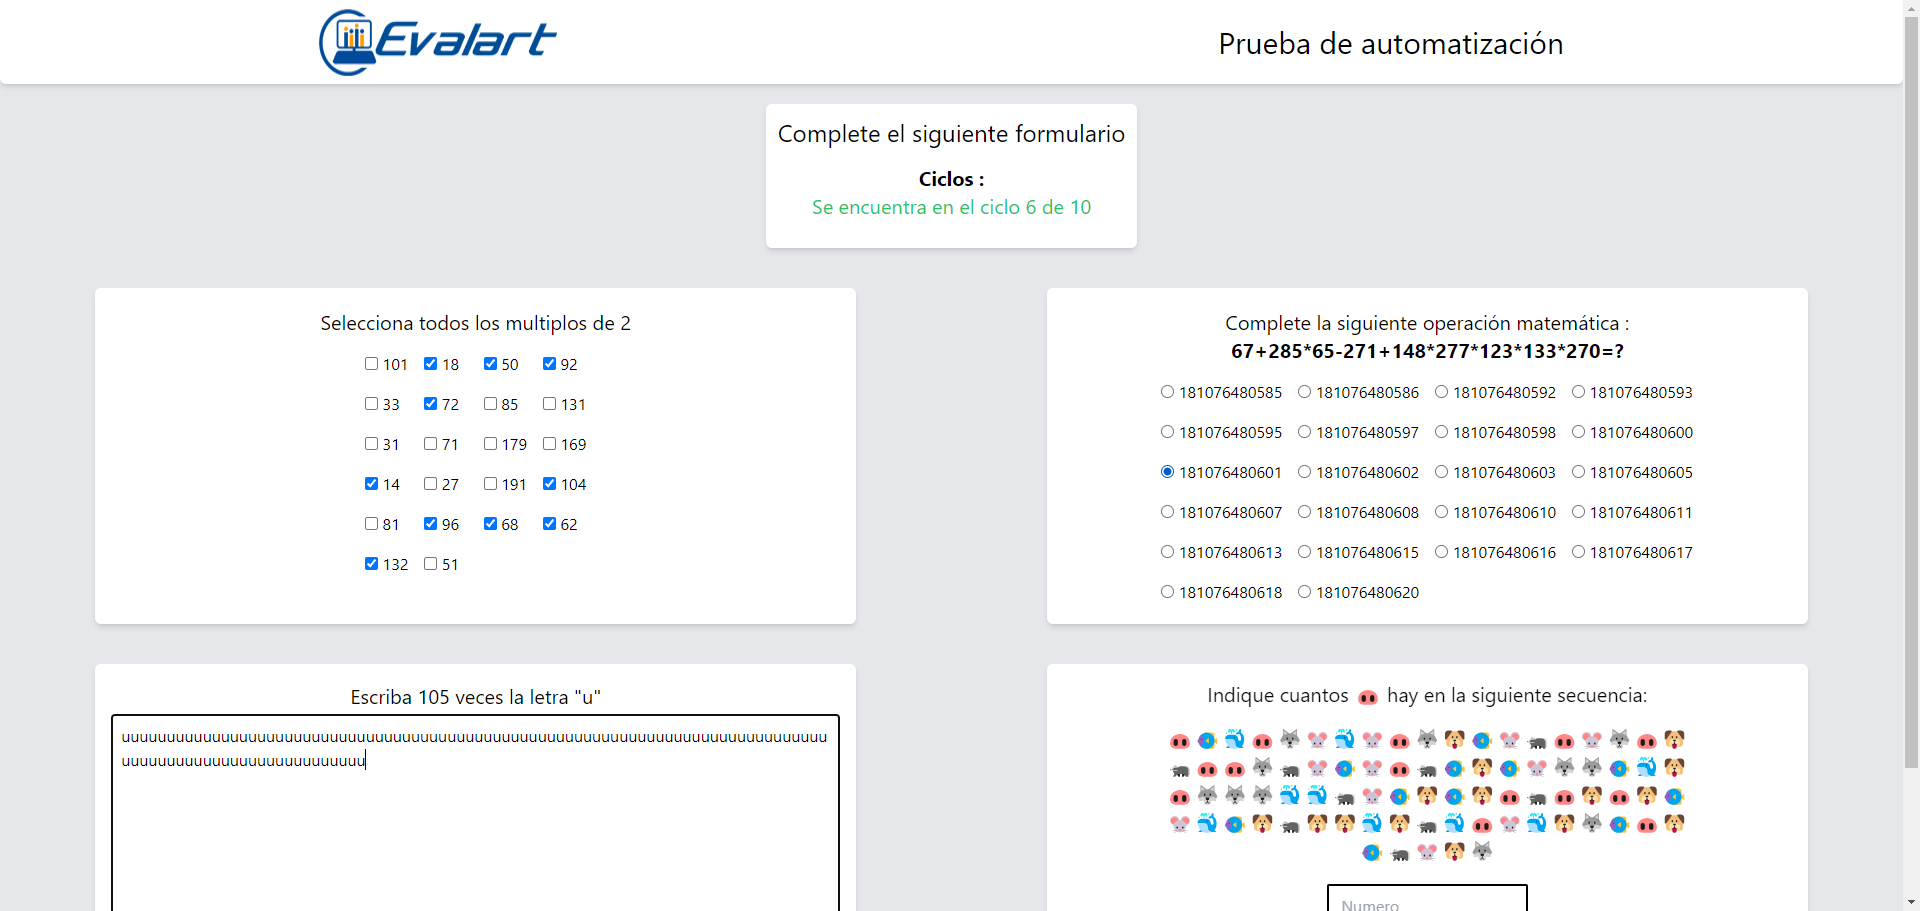 Evalart
Prueba de automatización
Complete el siguiente formulario
Ciclos :
Se encuentra en el ciclo 6 de 10
Selecciona todos los multiplos de 2
101 18 50 92
33 72 85 131
31 71 179 169
14 27 191 104
81 96 68 62
132 51
Complete la siguiente operación matemática :
67+285*65-271+148*277*123*133*270=?
181076480585 181076480586 181076480592 181076480593
181076480595 181076480597 181076480598 181076480600
181076480601 181076480602 181076480603 181076480605
181076480607 181076480608 181076480610 181076480611
181076480613 181076480615 181076480616 181076480617
181076480618 181076480620
Escriba 105 veces la letra "u"
uuuuuuuuuuuuuuuuuuuuuuuuuuuuuuuuuuuuuuuuuuuuuuuuuuuuuuuuuuuuuuuuuuuuuuuuuuuuuu
uuuuuuuuuuuuuuuuuuuuuuuuuuu
Indique cuantos 🐽 hay en la siguiente secuencia:
Numero